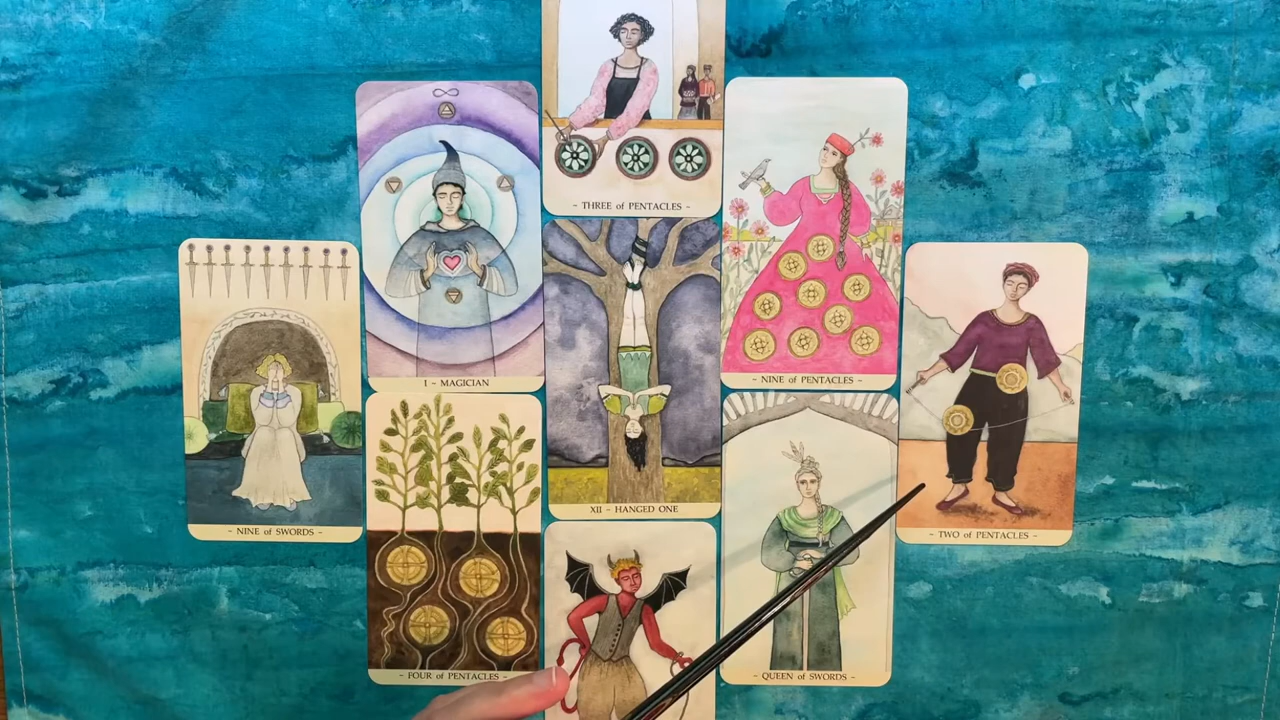 ~ THREE of PENTACLES ~
I ~ MAGICIAN
~ NINE of PENTACLES ~
XII ~ HANGED ONE
~ NINE of SWORDS ~
~ TWO of PENTACLES ~
~ FOUR of PENTACLES ~
~ QUEEN of SWORDS ~